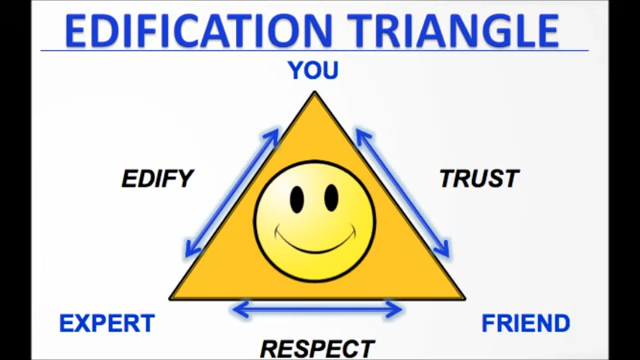 EDIFICATION TRIANGLE
YOU
EDIFY
TRUST
EXPERT
FRIEND
RESPECT